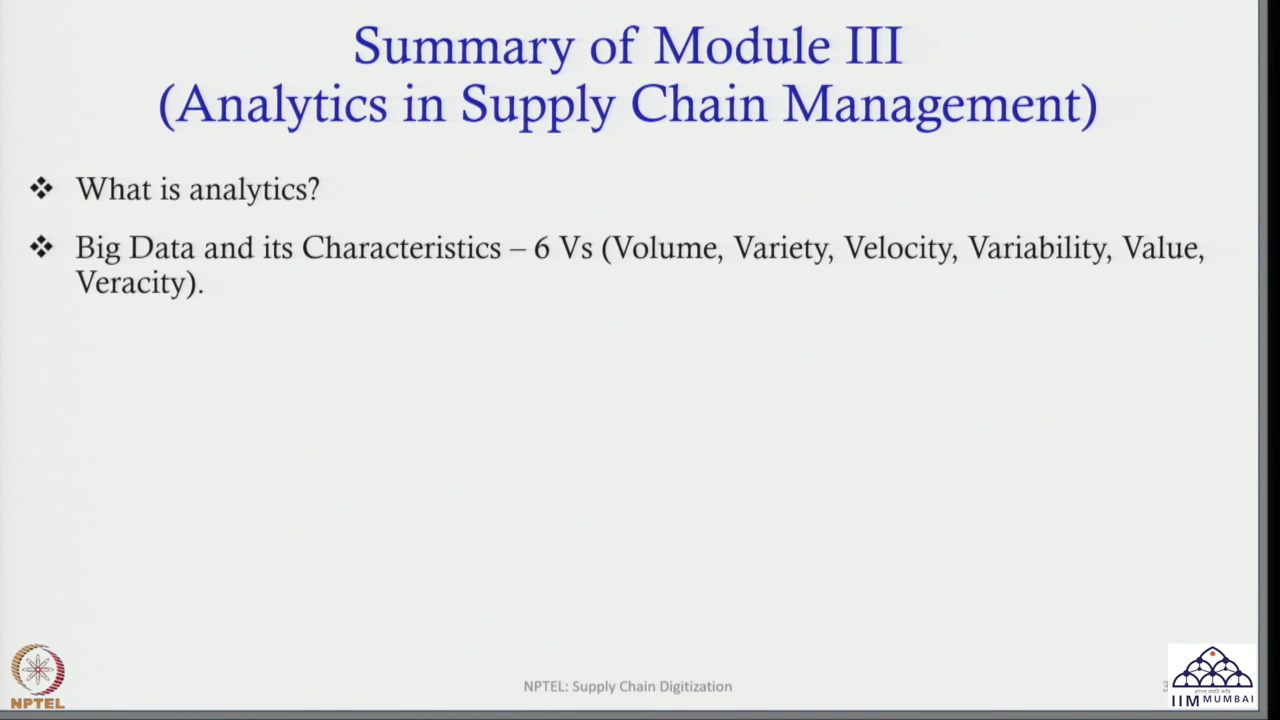 Summary of Module III
(Analytics in Supply Chain Management)
❖ What is analytics?
❖ Big Data and its Characteristics – 6 Vs (Volume, Variety, Velocity, Variability, Value,
Veracity).
NPTEL
NPTEL: Supply Chain Digitization
IIM MUMBAI